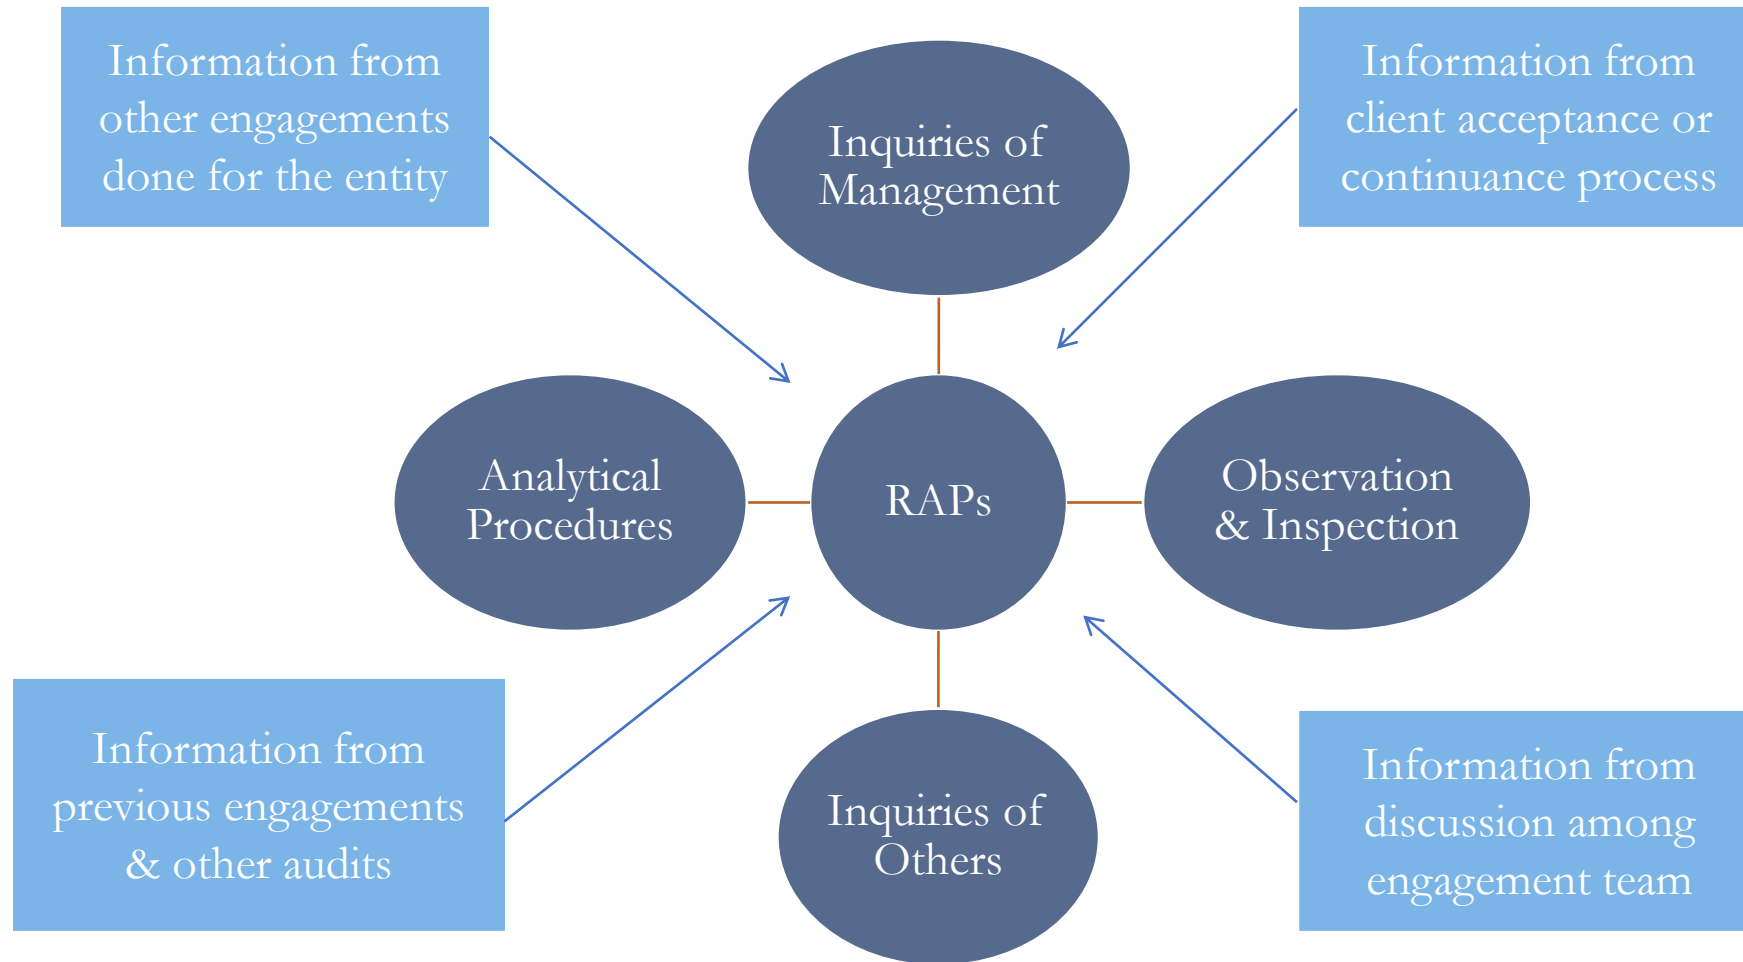 Information from
other engagements
done for the entity
Inquiries of
Management
Information from
client acceptance or
continuance process
Analytical
Procedures
RAPs
Observation
& Inspection
Information from
previous engagements
& other audits
Inquiries of
Others
Information from
discussion among
engagement team